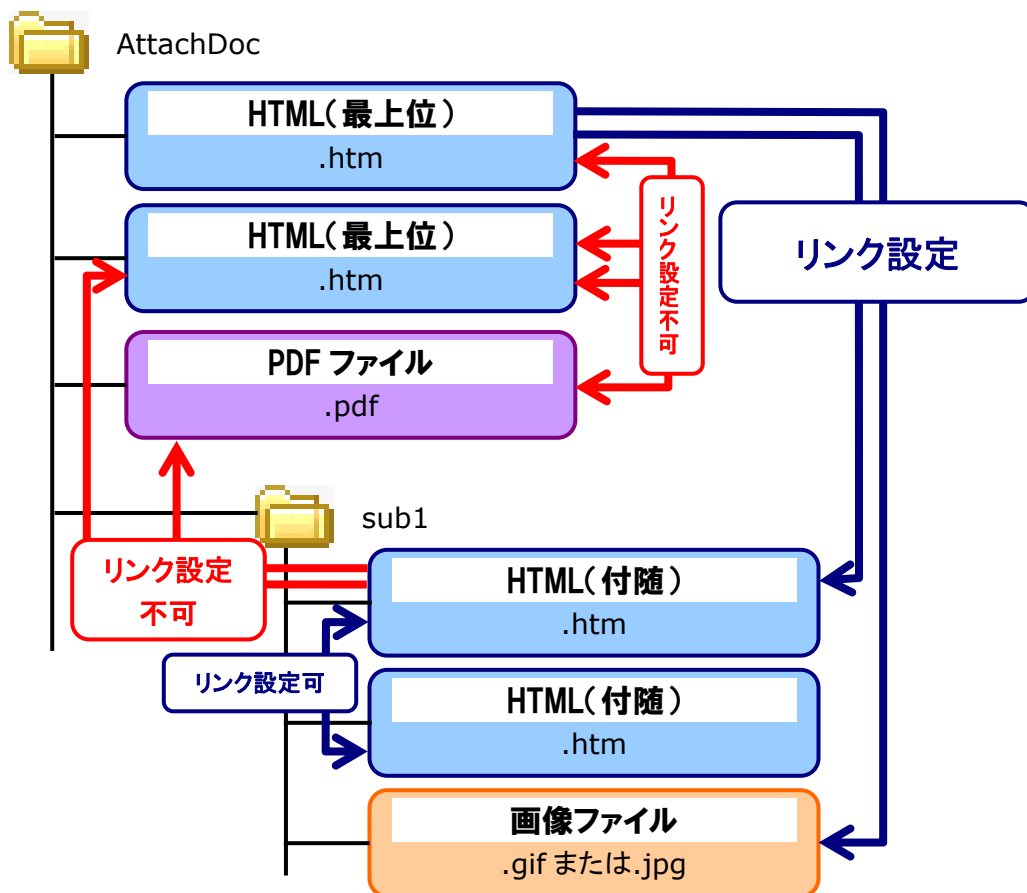 AttachDoc
HTML(最上位)
.htm
リンク設定不可
リンク設定
HTML(最上位)
.htm
PDF ファイル
.pdf
sub1
リンク設定
不可
HTML(付随)
.htm
リンク設定可
HTML(付随)
.htm
画像ファイル
.gif または.jpg